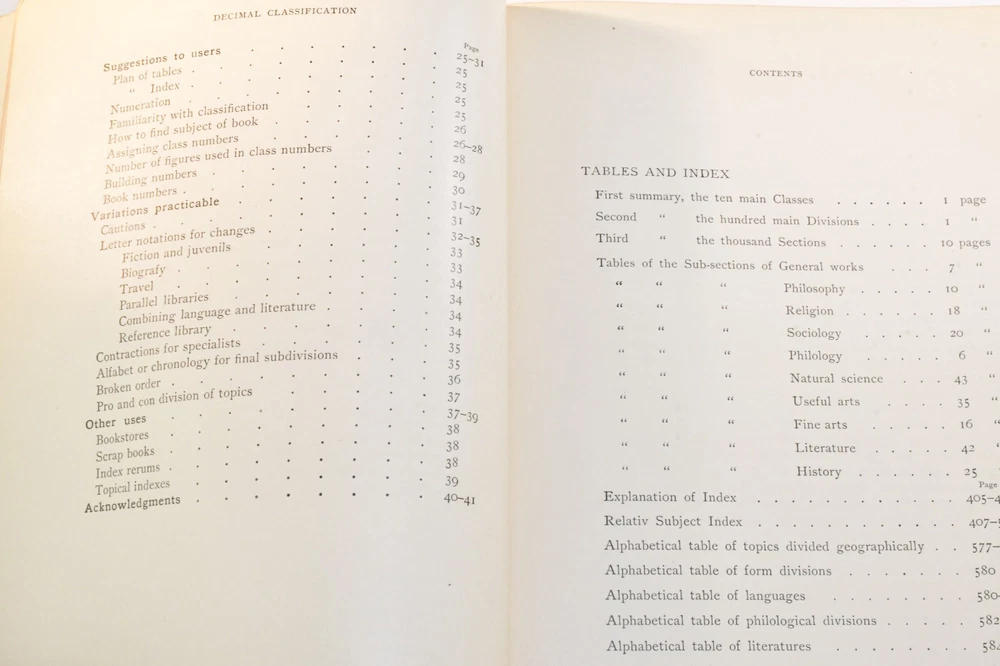 DECIMAL CLASSIFICATION
Page
Suggestions to users . . . . . . . 25-31
Plan of tables . . . . . . . . 25
“ Index . . . . . . . . 25
Numeration . . . . . . . . 25
Familiarity with classification . . . . . 25
How to find subject of book . . . . . 26
Assigning class numbers . . . . . . 26-28
Number of figures used in class numbers . . . 28
Building numbers . . . . . . . 29
Book numbers . . . . . . . . 30
Variations practicable . . . . . . . 31-37
Cautions . . . . . . . . . 31
Letter notations for changes . . . . . . 32-35
Fiction and juvenils . . . . . . 33
Biografy . . . . . . . . 33
Travel . . . . . . . . 34
Parallel libraries . . . . . . . 34
Combining language and literature . . . . 34
Reference library . . . . . . . 34
Contractions for specialists . . . . . . 35
Alfabet or chronology for final subdivisions . . . 35
Broken order . . . . . . . . 36
Pro and con division of topics . . . . . 37
Other uses . . . . . . . . 37-39
Bookstores . . . . . . . . 38
Scrap books . . . . . . . . 38
Index rerums . . . . . . . . 38
Topical indexes . . . . . . . . 39
Acknowledgments . . . . . . . . 40-41
CONTENTS
TABLES AND INDEX
First summary, the ten main Classes . . . . . . 1 page
Second “ the hundred main Divisions . . . . 1 “
Third “ the thousand Sections . . . . . . 10 pages
Tables of the Sub-sections of General works . . . 7 “
“ “ “ Philosophy . . . . . 10 “
“ “ “ Religion . . . . . . 18 “
“ “ “ Sociology . . . . . 20 “
“ “ “ Philology . . . . . 6 “
“ “ “ Natural science . . . 43 “
“ “ “ Useful arts . . . . 35 “
“ “ “ Fine arts . . . . . 16 “
“ “ “ Literature . . . . . 42 “
“ “ “ History . . . . . . 25 “
Page
Explanation of Index . . . . . . . . . . . . 405-4
Relativ Subject Index . . . . . . . . . . . . 407-5
Alphabetical table of topics divided geographically . . 577-
Alphabetical table of form divisions . . . . . . . 580
Alphabetical table of languages . . . . . . . . 580-
Alphabetical table of philological divisions . . . . . 582
Alphabetical table of literatures . . . . . . . . 584